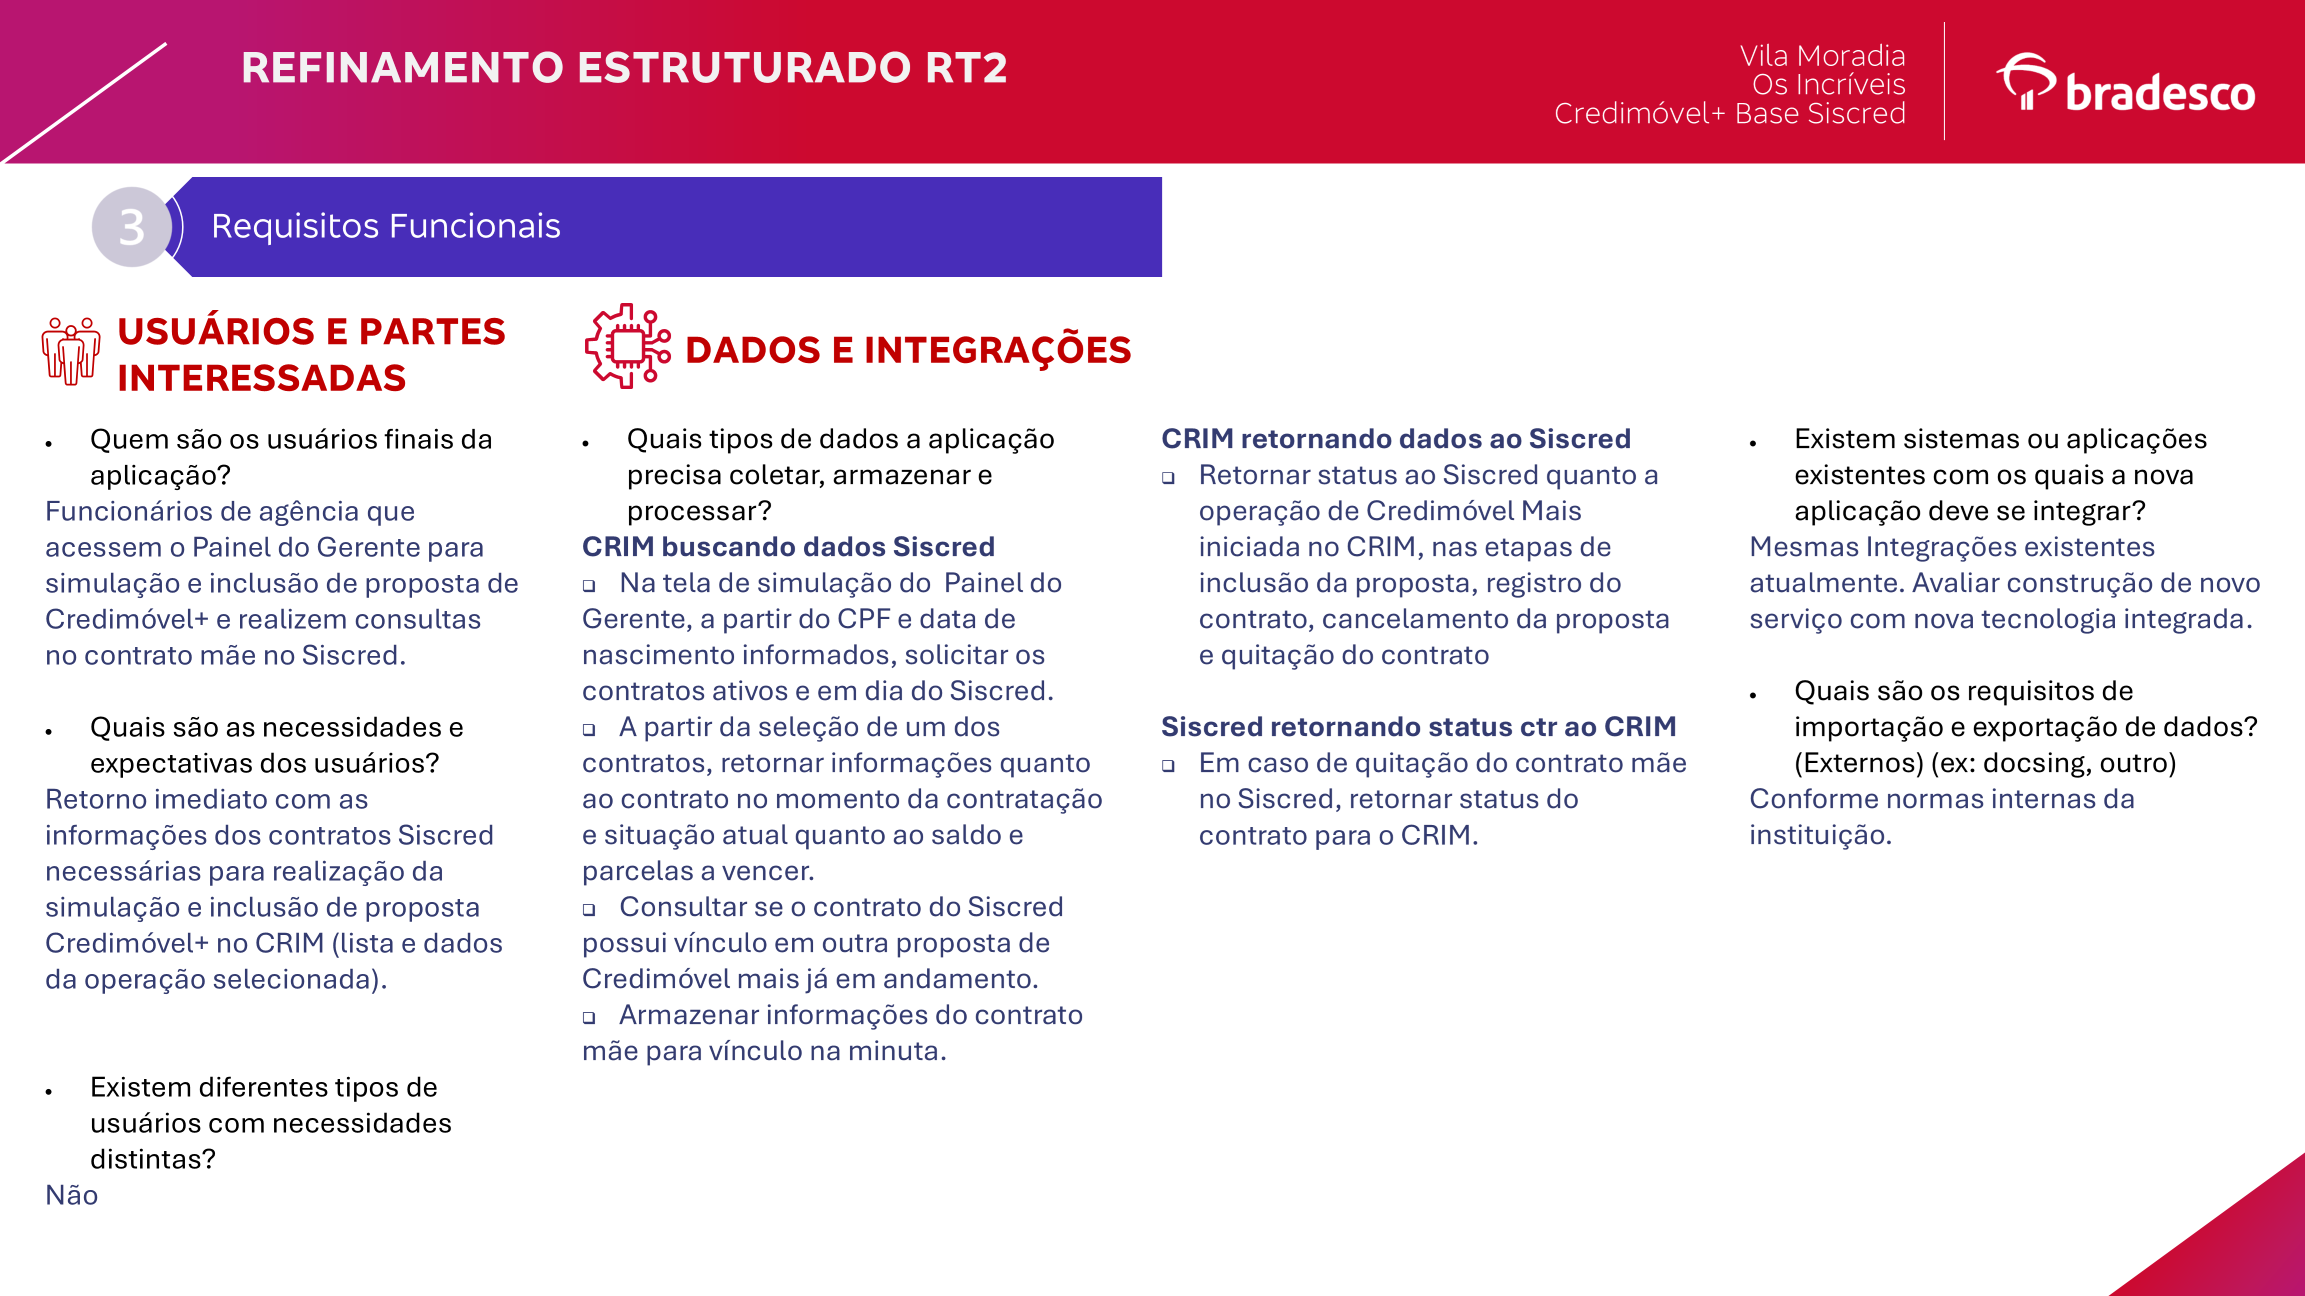 REFINAMENTO ESTRUTURADO RT2
Vila Moradia
Os Incríveis
Credimóvel+ Base Siscred
bradesco
3
Requisitos Funcionais
USUÁRIOS E PARTES
INTERESSADAS
• Quem são os usuários finais da
aplicação?
Funcionários de agência que
acessem o Painel do Gerente para
simulação e inclusão de proposta de
Credimóvel+ e realizem consultas
no contrato mãe no Siscred.
• Quais são as necessidades e
expectativas dos usuários?
Retorno imediato com as
informações dos contratos Siscred
necessárias para realização da
simulação e inclusão de proposta
Credimóvel+ no CRIM (lista e dados
da operação selecionada).
• Existem diferentes tipos de
usuários com necessidades
distintas?
Não
DADOS E INTEGRAÇÕES
• Quais tipos de dados a aplicação
precisa coletar, armazenar e
processar?
CRIM buscando dados Siscred
❑ Na tela de simulação do  Painel do
Gerente, a partir do CPF e data de
nascimento informados, solicitar os
contratos ativos e em dia do Siscred.
❑ A partir da seleção de um dos
contratos, retornar informações quanto
ao contrato no momento da contratação
e situação atual quanto ao saldo e
parcelas a vencer.
❑ Consultar se o contrato do Siscred
possui vínculo em outra proposta de
Credimóvel mais já em andamento.
❑ Armazenar informações do contrato
mãe para vínculo na minuta.
CRIM retornando dados ao Siscred
❑ Retornar status ao Siscred quanto a
operação de Credimóvel Mais
iniciada no CRIM, nas etapas de
inclusão da proposta, registro do
contrato, cancelamento da proposta
e quitação do contrato
Siscred retornando status ctr ao CRIM
❑ Em caso de quitação do contrato mãe
no Siscred, retornar status do
contrato para o CRIM.
• Existem sistemas ou aplicações
existentes com os quais a nova
aplicação deve se integrar?
Mesmas Integrações existentes
atualmente. Avaliar construção de novo
serviço com nova tecnologia integrada.
• Quais são os requisitos de
importação e exportação de dados?
(Externos) (ex: docsing, outro)
Conforme normas internas da
instituição.